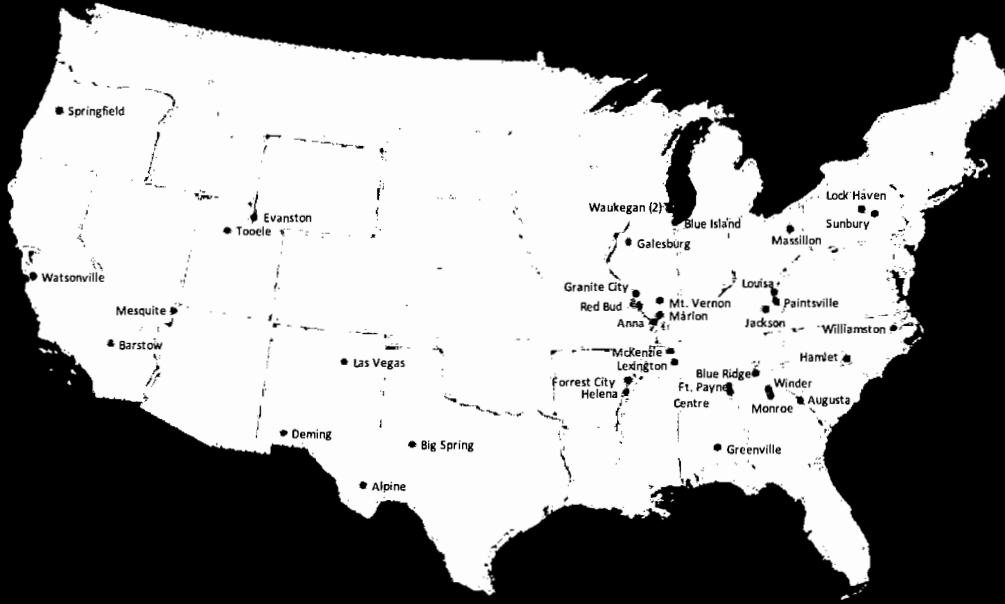 Springfield
Lock Haven
Waukegan (2)
Evanston
Blue Island
Sunbury
Tooele
Galesburg
Massillon
Watsonville
Granite City
Louisa
Mt. Vernon
Paintsville
Red Bud
Mesquite
Marion
Jackson
Anna
Williamston
Barstow
McKenzie
Hamlet
Las Vegas
Lexington
Blue Ridge
Forrest City
Ft. Payne
Winder
Helena
Centre
Augusta
Monroe
Deming
Big Spring
Greenville
Alpine